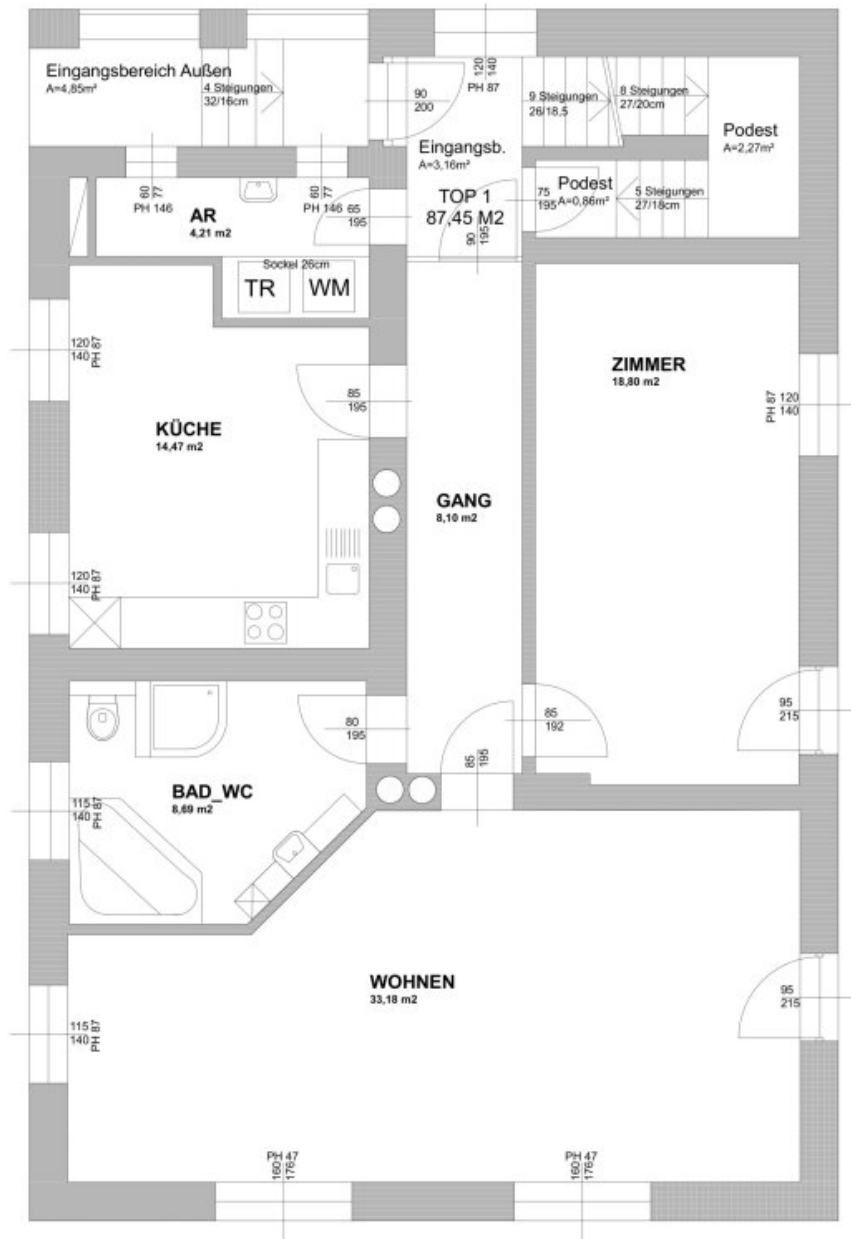 Eingangsbereich Außen
A=4,85m²
4 Steigungen
32/16cm
90
200
120
140
PH 87
9 Steigungen
26/18,5
8 Steigungen
27/20cm
Podest
A=2,27m²
Eingangsb.
A=3,16m²
60
77
PH 146
60
77
PH 146
AR
4,21 m2
65
195
TOP 1
87,45 M2
90
195
75
195
Podest
A=0,86m²
5 Steigungen
27/18cm
Sockel 26cm
TR
WM
120
140
PH 87
85
195
KÜCHE
14,47 m2
ZIMMER
18,80 m2
PH 87
120
140
GANG
8,10 m2
120
140
PH 87
80
195
85
195
85
192
95
215
BAD_WC
8,69 m2
115
140
PH 87
WOHNEN
33,18 m2
95
215
115
140
PH 87
PH 47
160
176
PH 47
160
176